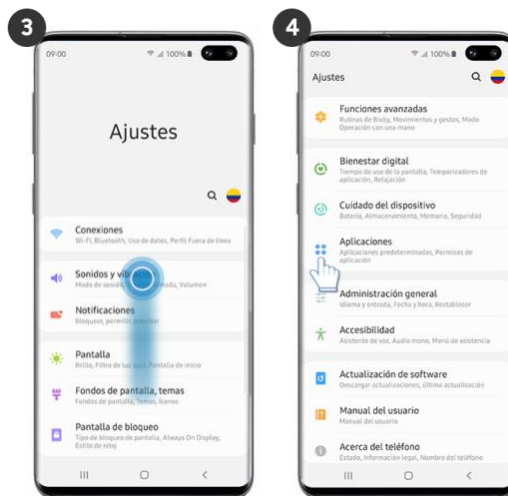 3
09:00
100%
Ajustes
Conexiones
Wi-Fi, Bluetooth, Uso de datos, Perfil Fuera de línea
Sonidos y
Modo de sonido, Volumen
Notificaciones
Bloquear, permitir, priorizar
Pantalla
Brillo, Filtro de luz azul, Pantalla de inicio
Fondos de pantalla, temas
Fondos de pantalla, Temas, Íconos
Pantalla de bloqueo
Tipo de bloqueo de pantalla, Always On Display,
Estilo de reloj
4
09:00
100%
Ajustes
Funciones avanzadas
Rutinas de Bixby, Movimientos y gestos, Modo
Operación con una mano
Bienestar digital
Tiempo de uso de la pantalla, Temporizadores de
aplicación, Relajación
Cuidado del dispositivo
Batería, Almacenamiento, Memoria, Seguridad
Aplicaciones
Aplicaciones predeterminadas, Permisos de
aplicación
Administración general
Idioma y entrada, Fecha y hora, Restablecer
Accesibilidad
Asistente de voz, Audio mono, Menú de asistencia
Actualización de software
Descargar actualizaciones, última actualización
Manual del usuario
Manual del usuario
Acerca del teléfono
Estado, Información legal, Nombre del teléfono